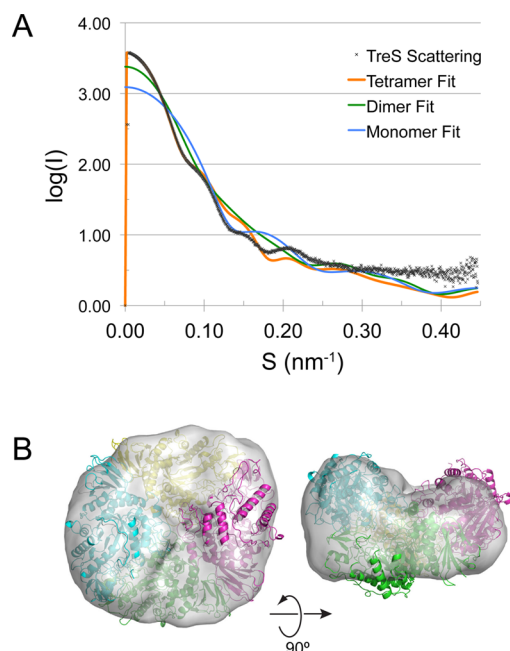 A
4.00
3.00
2.00
1.00
0.00
log(I)
× TreS Scattering
Tetramer Fit
Dimer Fit
Monomer Fit
0.00 0.10 0.20 0.30 0.40
S (nm⁻¹)
B
90º